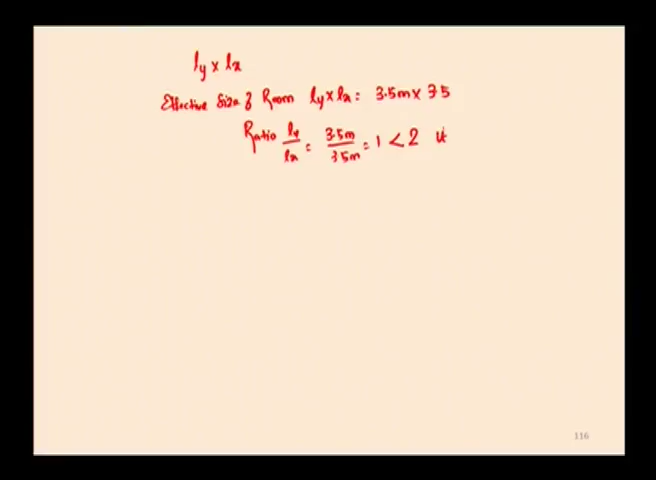 ly × lx
Effective Size of Room ly × lx = 3.5m × 3.5
Ratio ly/lx = 3.5m/3.5m = 1 < 2
116